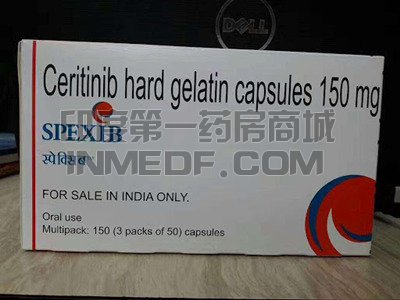 DELL
Ceritinib hard gelatin capsules 150 mg
印度第一药房商城
SPEXIB
स्पेक्सिब
INMEDF.COM
FOR SALE IN INDIA ONLY.
Oral use
Multipack: 150 (3 packs of 50) capsules